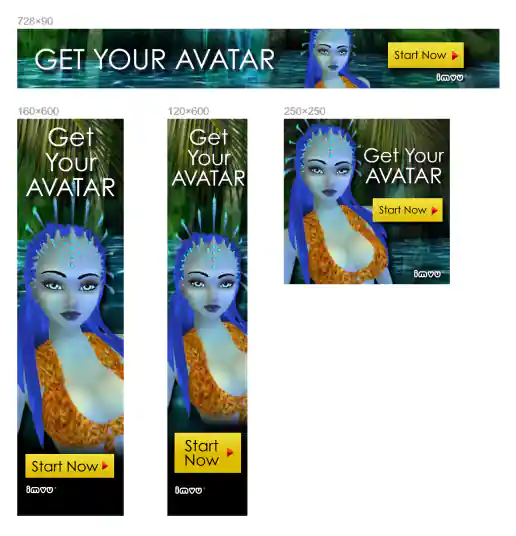 728×90
GET YOUR AVATAR
Start Now
imvu
160×600
Get
Your
AVATAR
Start Now
imvu
120×600
Get
Your
AVATAR
Start
Now
imvu
250×250
Get Your
AVATAR
Start Now
imvu